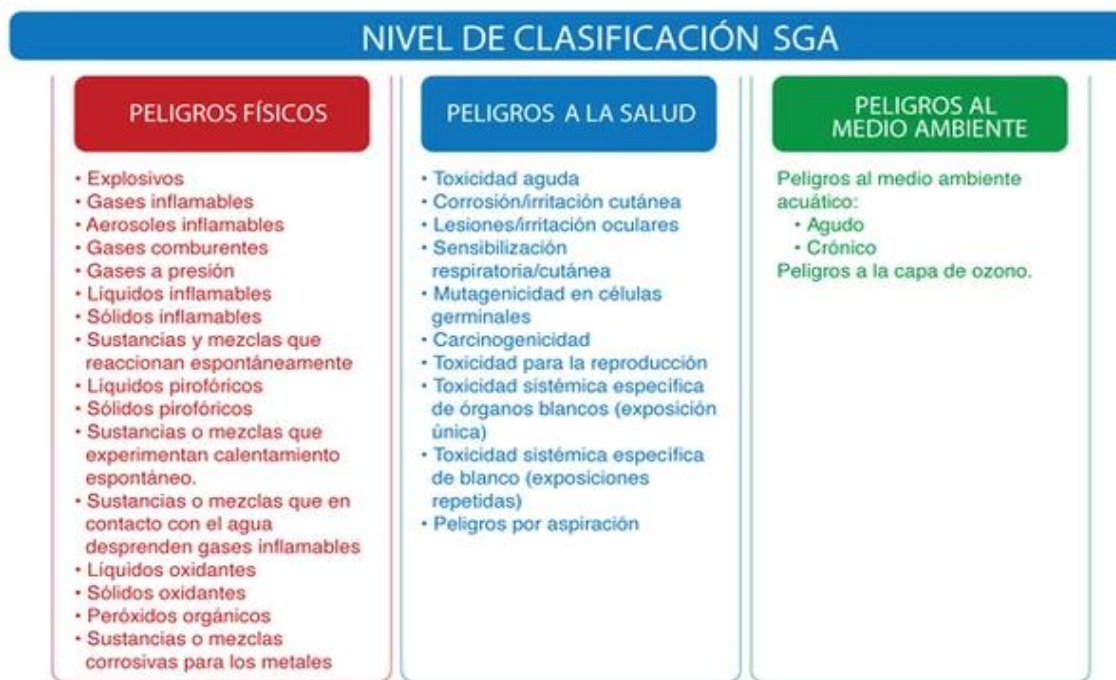 NIVEL DE CLASIFICACIÓN SGA
PELIGROS FÍSICOS
• Explosivos
• Gases inflamables
• Aerosoles inflamables
• Gases comburentes
• Gases a presión
• Líquidos inflamables
• Sólidos inflamables
• Sustancias y mezclas que
reaccionan espontáneamente
• Líquidos pirofóricos
• Sólidos pirofóricos
• Sustancias o mezclas que
experimentan calentamiento
espontáneo.
• Sustancias o mezclas que en
contacto con el agua
desprenden gases inflamables
• Líquidos oxidantes
• Sólidos oxidantes
• Peróxidos orgánicos
• Sustancias o mezclas
corrosivas para los metales
PELIGROS A LA SALUD
• Toxicidad aguda
• Corrosión/irritación cutánea
• Lesiones/irritación oculares
• Sensibilización
respiratoria/cutánea
• Mutagenicidad en células
germinales
• Carcinogenicidad
• Toxicidad para la reproducción
• Toxicidad sistémica específica
de órganos blancos (exposición
única)
• Toxicidad sistémica específica
de blanco (exposiciones
repetidas)
• Peligros por aspiración
PELIGROS AL
MEDIO AMBIENTE
Peligros al medio ambiente
acuático:
• Agudo
• Crónico
Peligros a la capa de ozono.